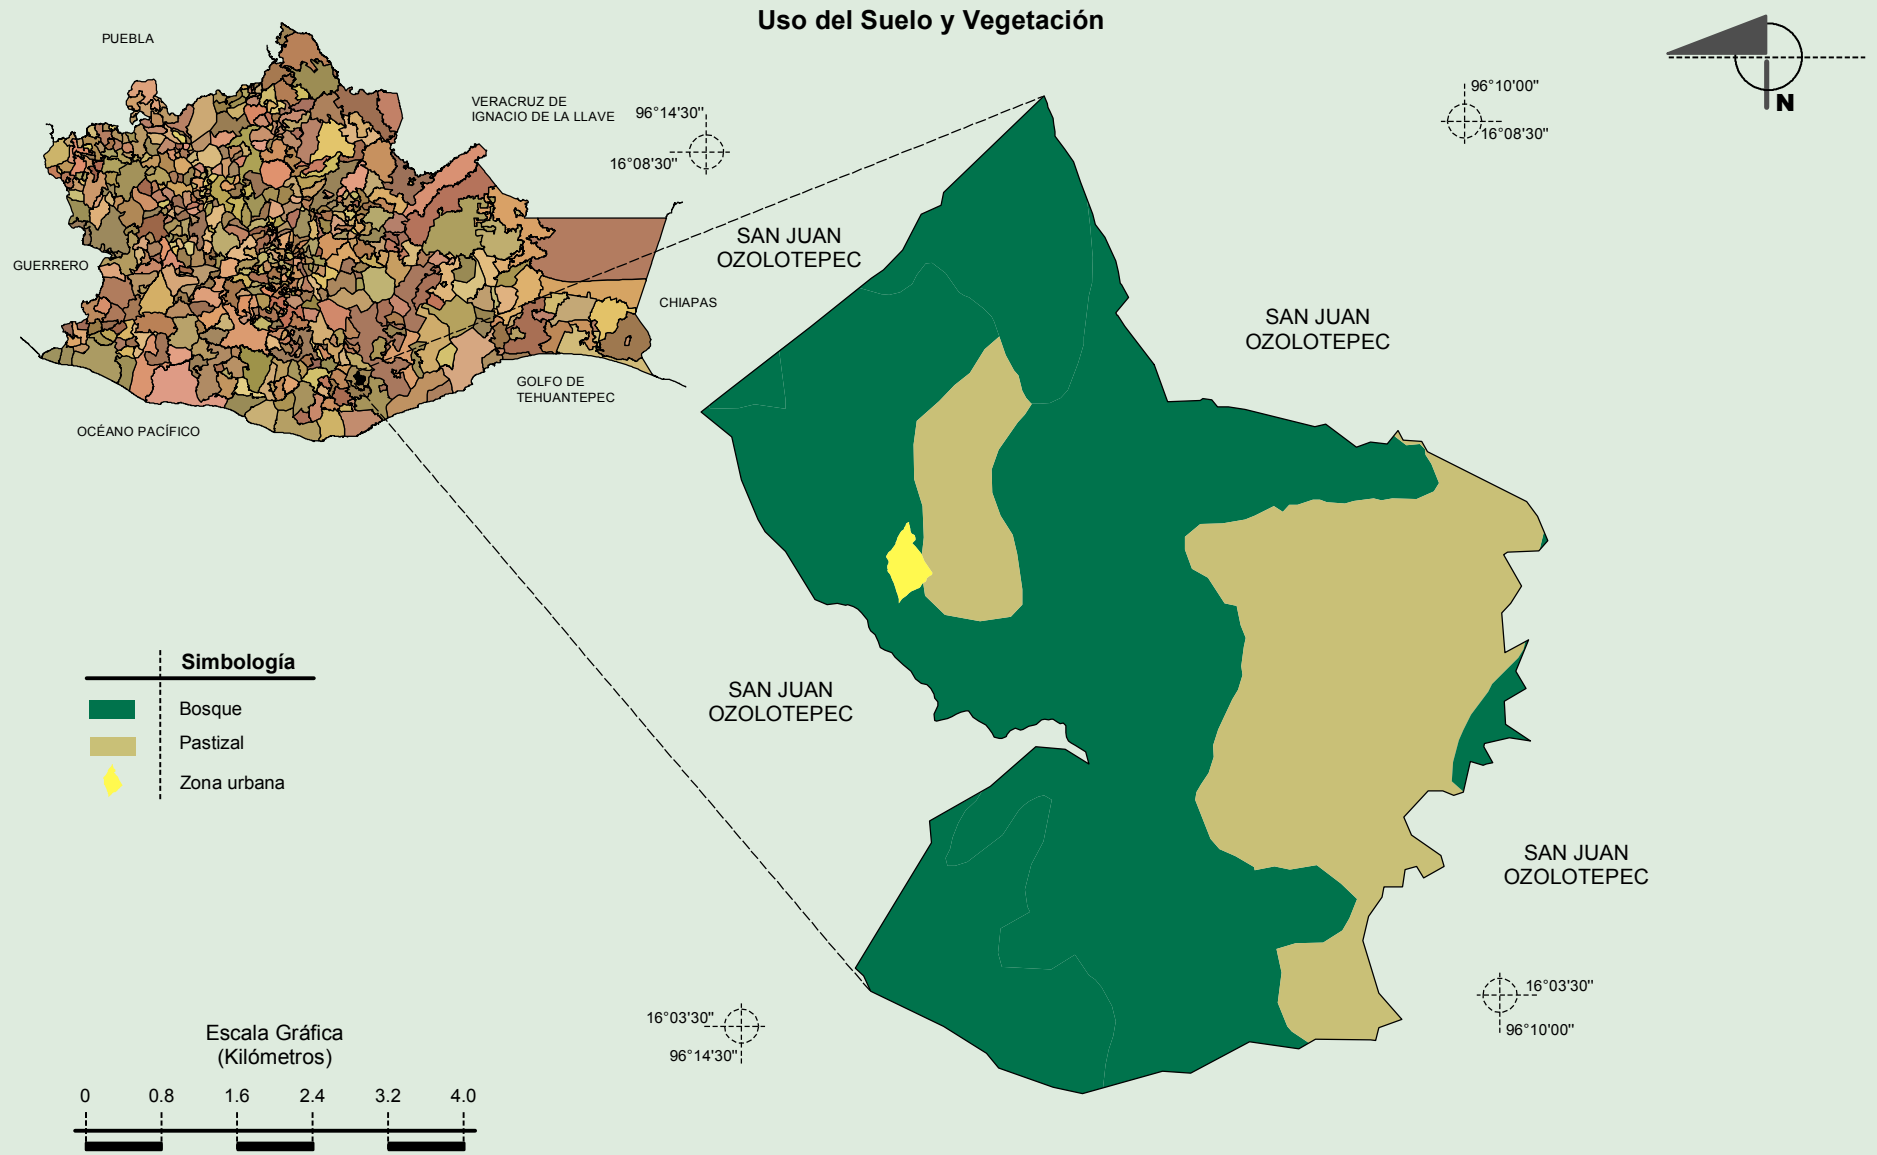 Uso del Suelo y Vegetación
PUEBLA
VERACRUZ DE
IGNACIO DE LA LLAVE
GUERRERO
CHIAPAS
GOLFO DE
TEHUANTEPEC
OCÉANO PACÍFICO
96°14'30"
16°08'30"
96°10'00"
16°08'30"
N
SAN JUAN
OZOLOTEPEC
SAN JUAN
OZOLOTEPEC
SAN JUAN
OZOLOTEPEC
SAN JUAN
OZOLOTEPEC
Simbología
Bosque
Pastizal
Zona urbana
16°03'30"
96°14'30"
16°03'30"
96°10'00"
Escala Gráfica
(Kilómetros)
0 0.8 1.6 2.4 3.2 4.0